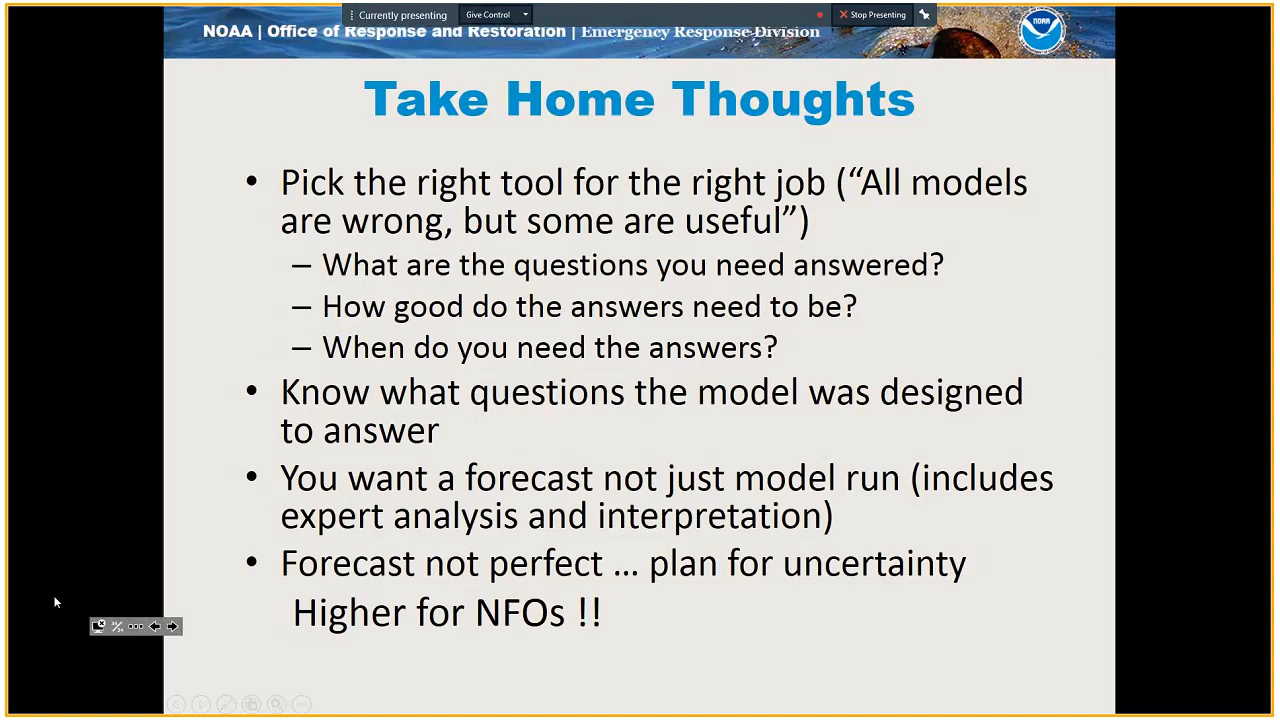 Currently presenting
Give Control
Stop Presenting
NOAA | Office of Response and Restoration | Emergency Response Division
NOAA
Take Home Thoughts
• Pick the right tool for the right job (“All models
are wrong, but some are useful”)
– What are the questions you need answered?
– How good do the answers need to be?
– When do you need the answers?
• Know what questions the model was designed
to answer
• You want a forecast not just model run (includes
expert analysis and interpretation)
• Forecast not perfect … plan for uncertainty
Higher for NFOs !!